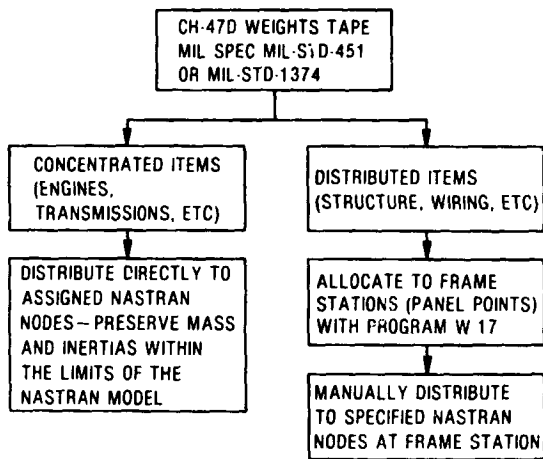 CH-47D WEIGHTS TAPE
MIL SPEC MIL-STD-451
OR MIL-STD-1374
CONCENTRATED ITEMS
(ENGINES,
TRANSMISSIONS, ETC)
DISTRIBUTE DIRECTLY TO
ASSIGNED NASTRAN
NODES–PRESERVE MASS
AND INERTIAS WITHIN
THE LIMITS OF THE
NASTRAN MODEL
DISTRIBUTED ITEMS
(STRUCTURE, WIRING, ETC)
ALLOCATE TO FRAME
STATIONS (PANEL POINTS)
WITH PROGRAM W 17
MANUALLY DISTRIBUTE
TO SPECIFIED NASTRAN
NODES AT FRAME STATION